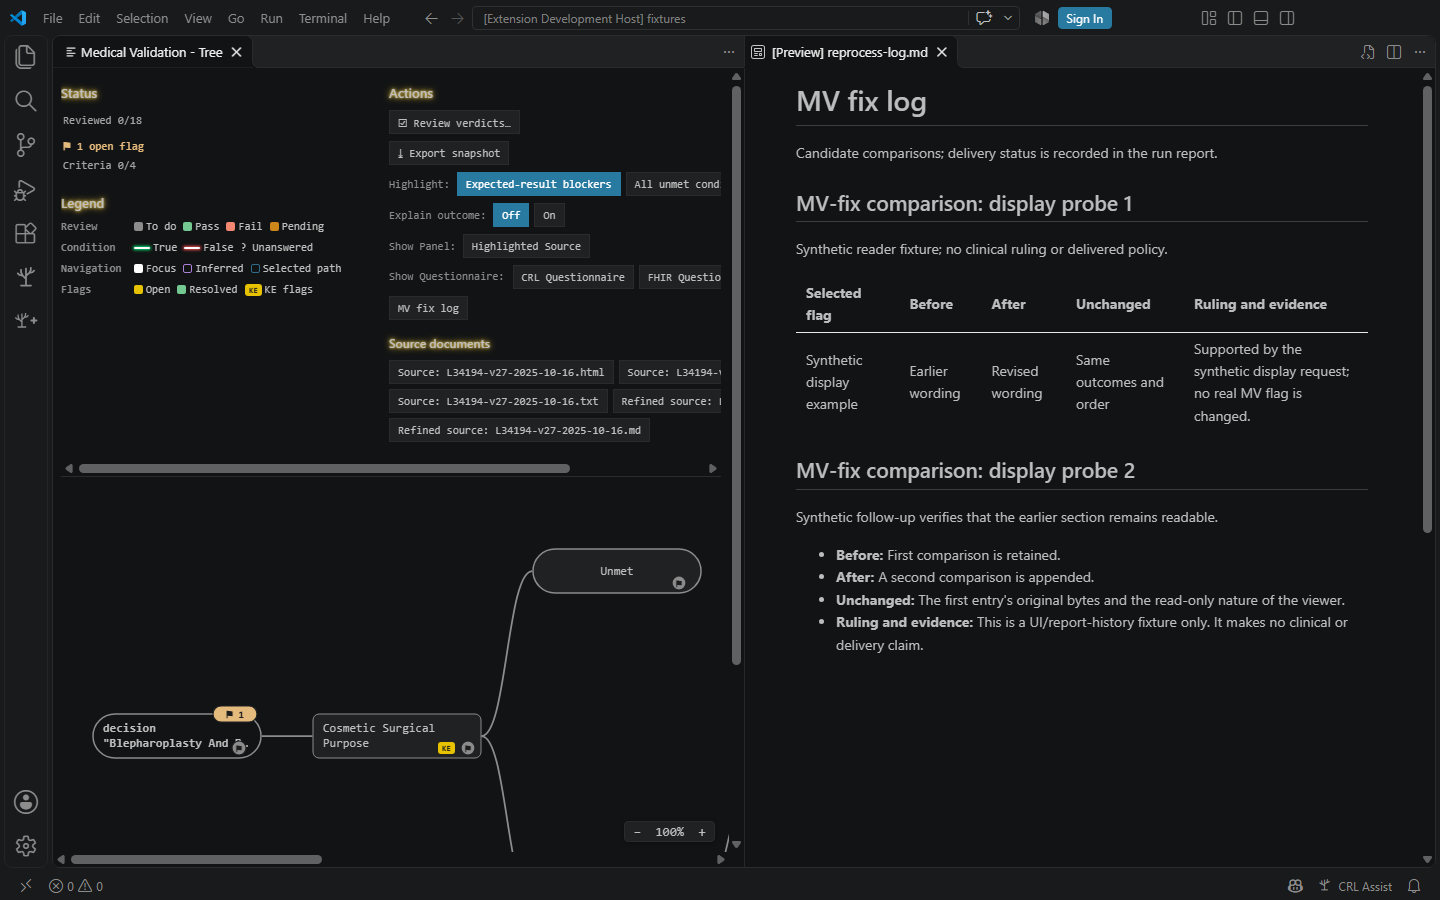 File Edit Selection View Go Run Terminal Help
[Extension Development Host] fixtures
Sign In
Medical Validation - Tree
Status
Reviewed 0/18
1 open flag
Criteria 0/4
Legend
Review To do Pass Fail Pending
Condition True False ? Unanswered
Navigation Focus Inferred Selected path
Flags Open Resolved KE KE flags
Actions
Review verdicts…
Export snapshot
Highlight: Expected-result blockers All unmet cond
Explain outcome: Off On
Show Panel: Highlighted Source
Show Questionnaire: CRL Questionnaire FHIR Questio
MV fix log
Source documents
Source: L34194-v27-2025-10-16.html Source: L34194-v
Source: L34194-v27-2025-10-16.txt Refined source:
Refined source: L34194-v27-2025-10-16.md
Unmet
1
decision
"Blepharoplasty And
Cosmetic Surgical
Purpose
KE
− 100% +
[Preview] reprocess-log.md
MV fix log
Candidate comparisons; delivery status is recorded in the run report.
MV-fix comparison: display probe 1
Synthetic reader fixture; no clinical ruling or delivered policy.
Selected flag Before After Unchanged Ruling and evidence
Synthetic display example
Earlier wording
Revised wording
Same outcomes and order
Supported by the synthetic display request; no real MV flag is changed.
MV-fix comparison: display probe 2
Synthetic follow-up verifies that the earlier section remains readable.
• Before: First comparison is retained.
• After: A second comparison is appended.
• Unchanged: The first entry's original bytes and the read-only nature of the viewer.
• Ruling and evidence: This is a UI/report-history fixture only. It makes no clinical or
delivery claim.
0 0
CRL Assist